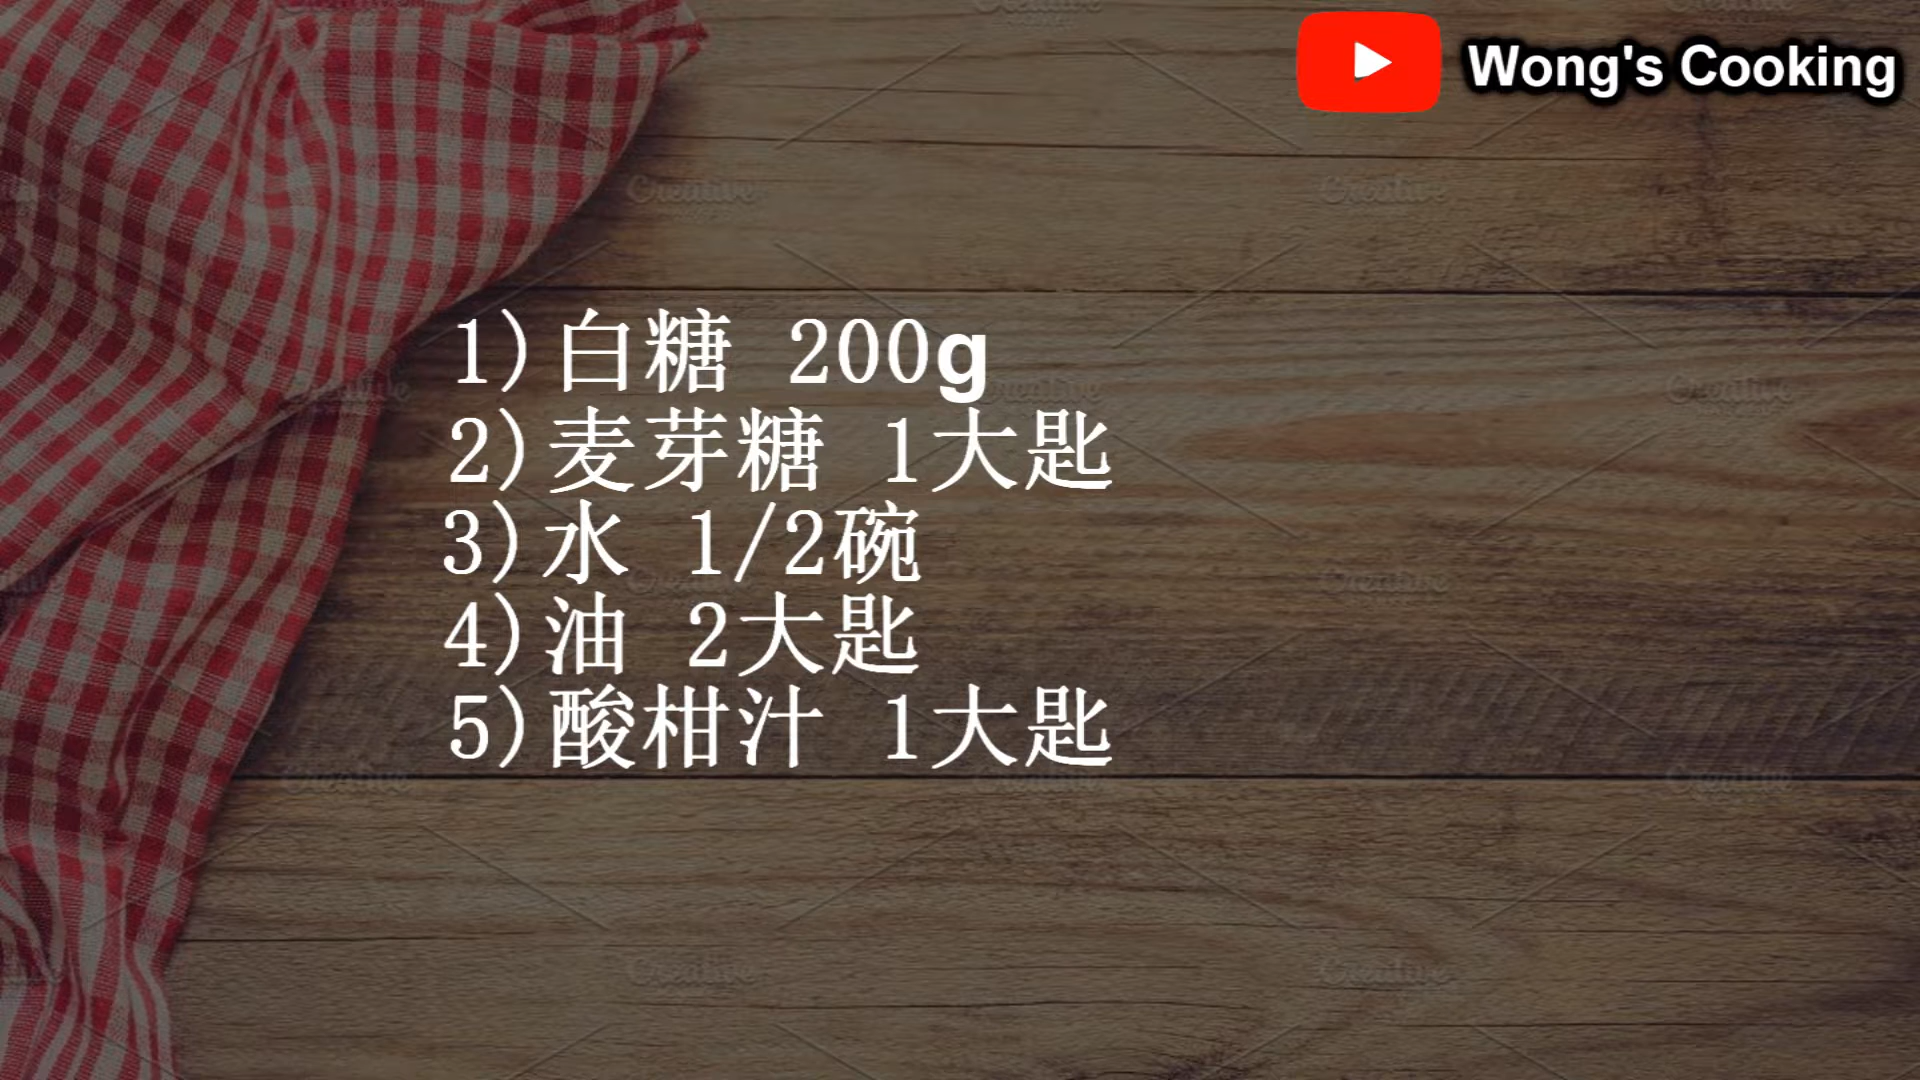 Wong's Cooking
1)白糖 200g
2)麦芽糖 1大匙
3)水 1/2碗
4)油 2大匙
5)酸柑汁 1大匙
Creative